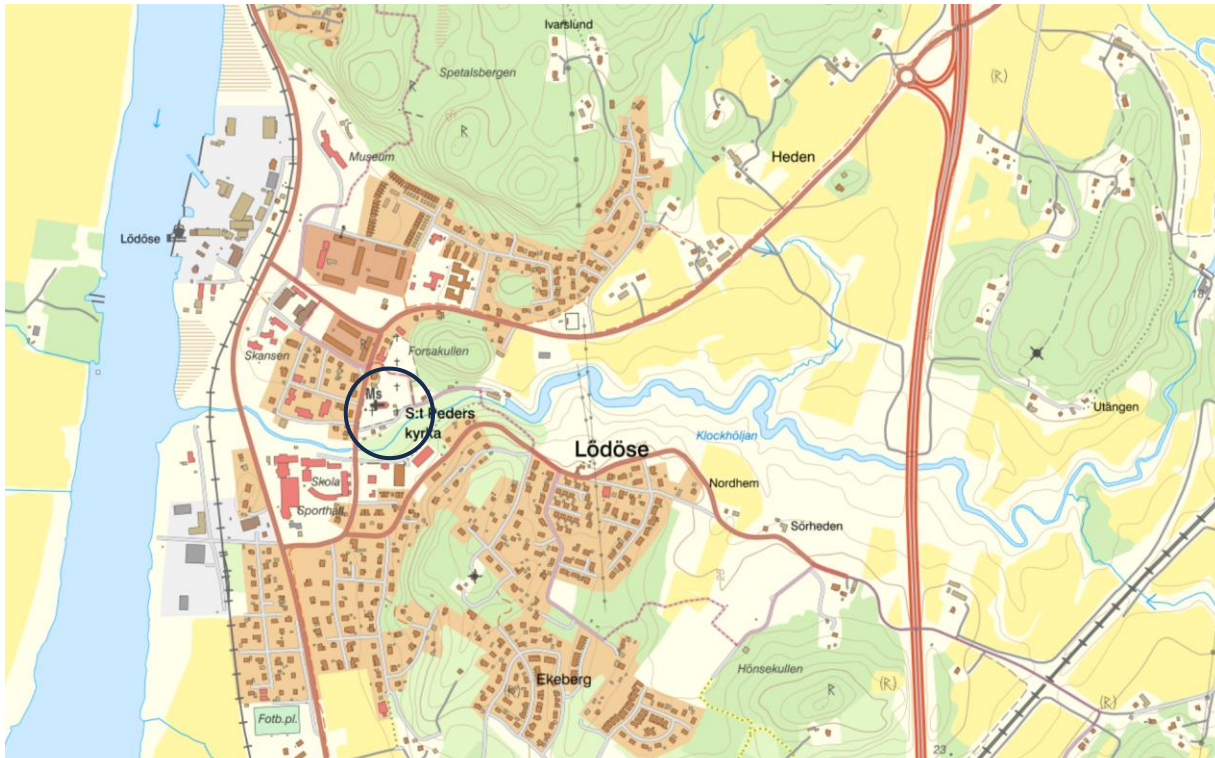 Ivarslund
Spetalsbergen
R
(R)
Museum
Heden
Lödöse
18
Skansen
R
Forsakullen
Ms
S:t Peders
kyrka
Utängen
Klockhöljan
Lödöse
Skola
Nordhem
Sporthall
Sörheden
Hönsekullen
Ekeberg
(R)
R
(R)
(R)
Fotb.pl.
23